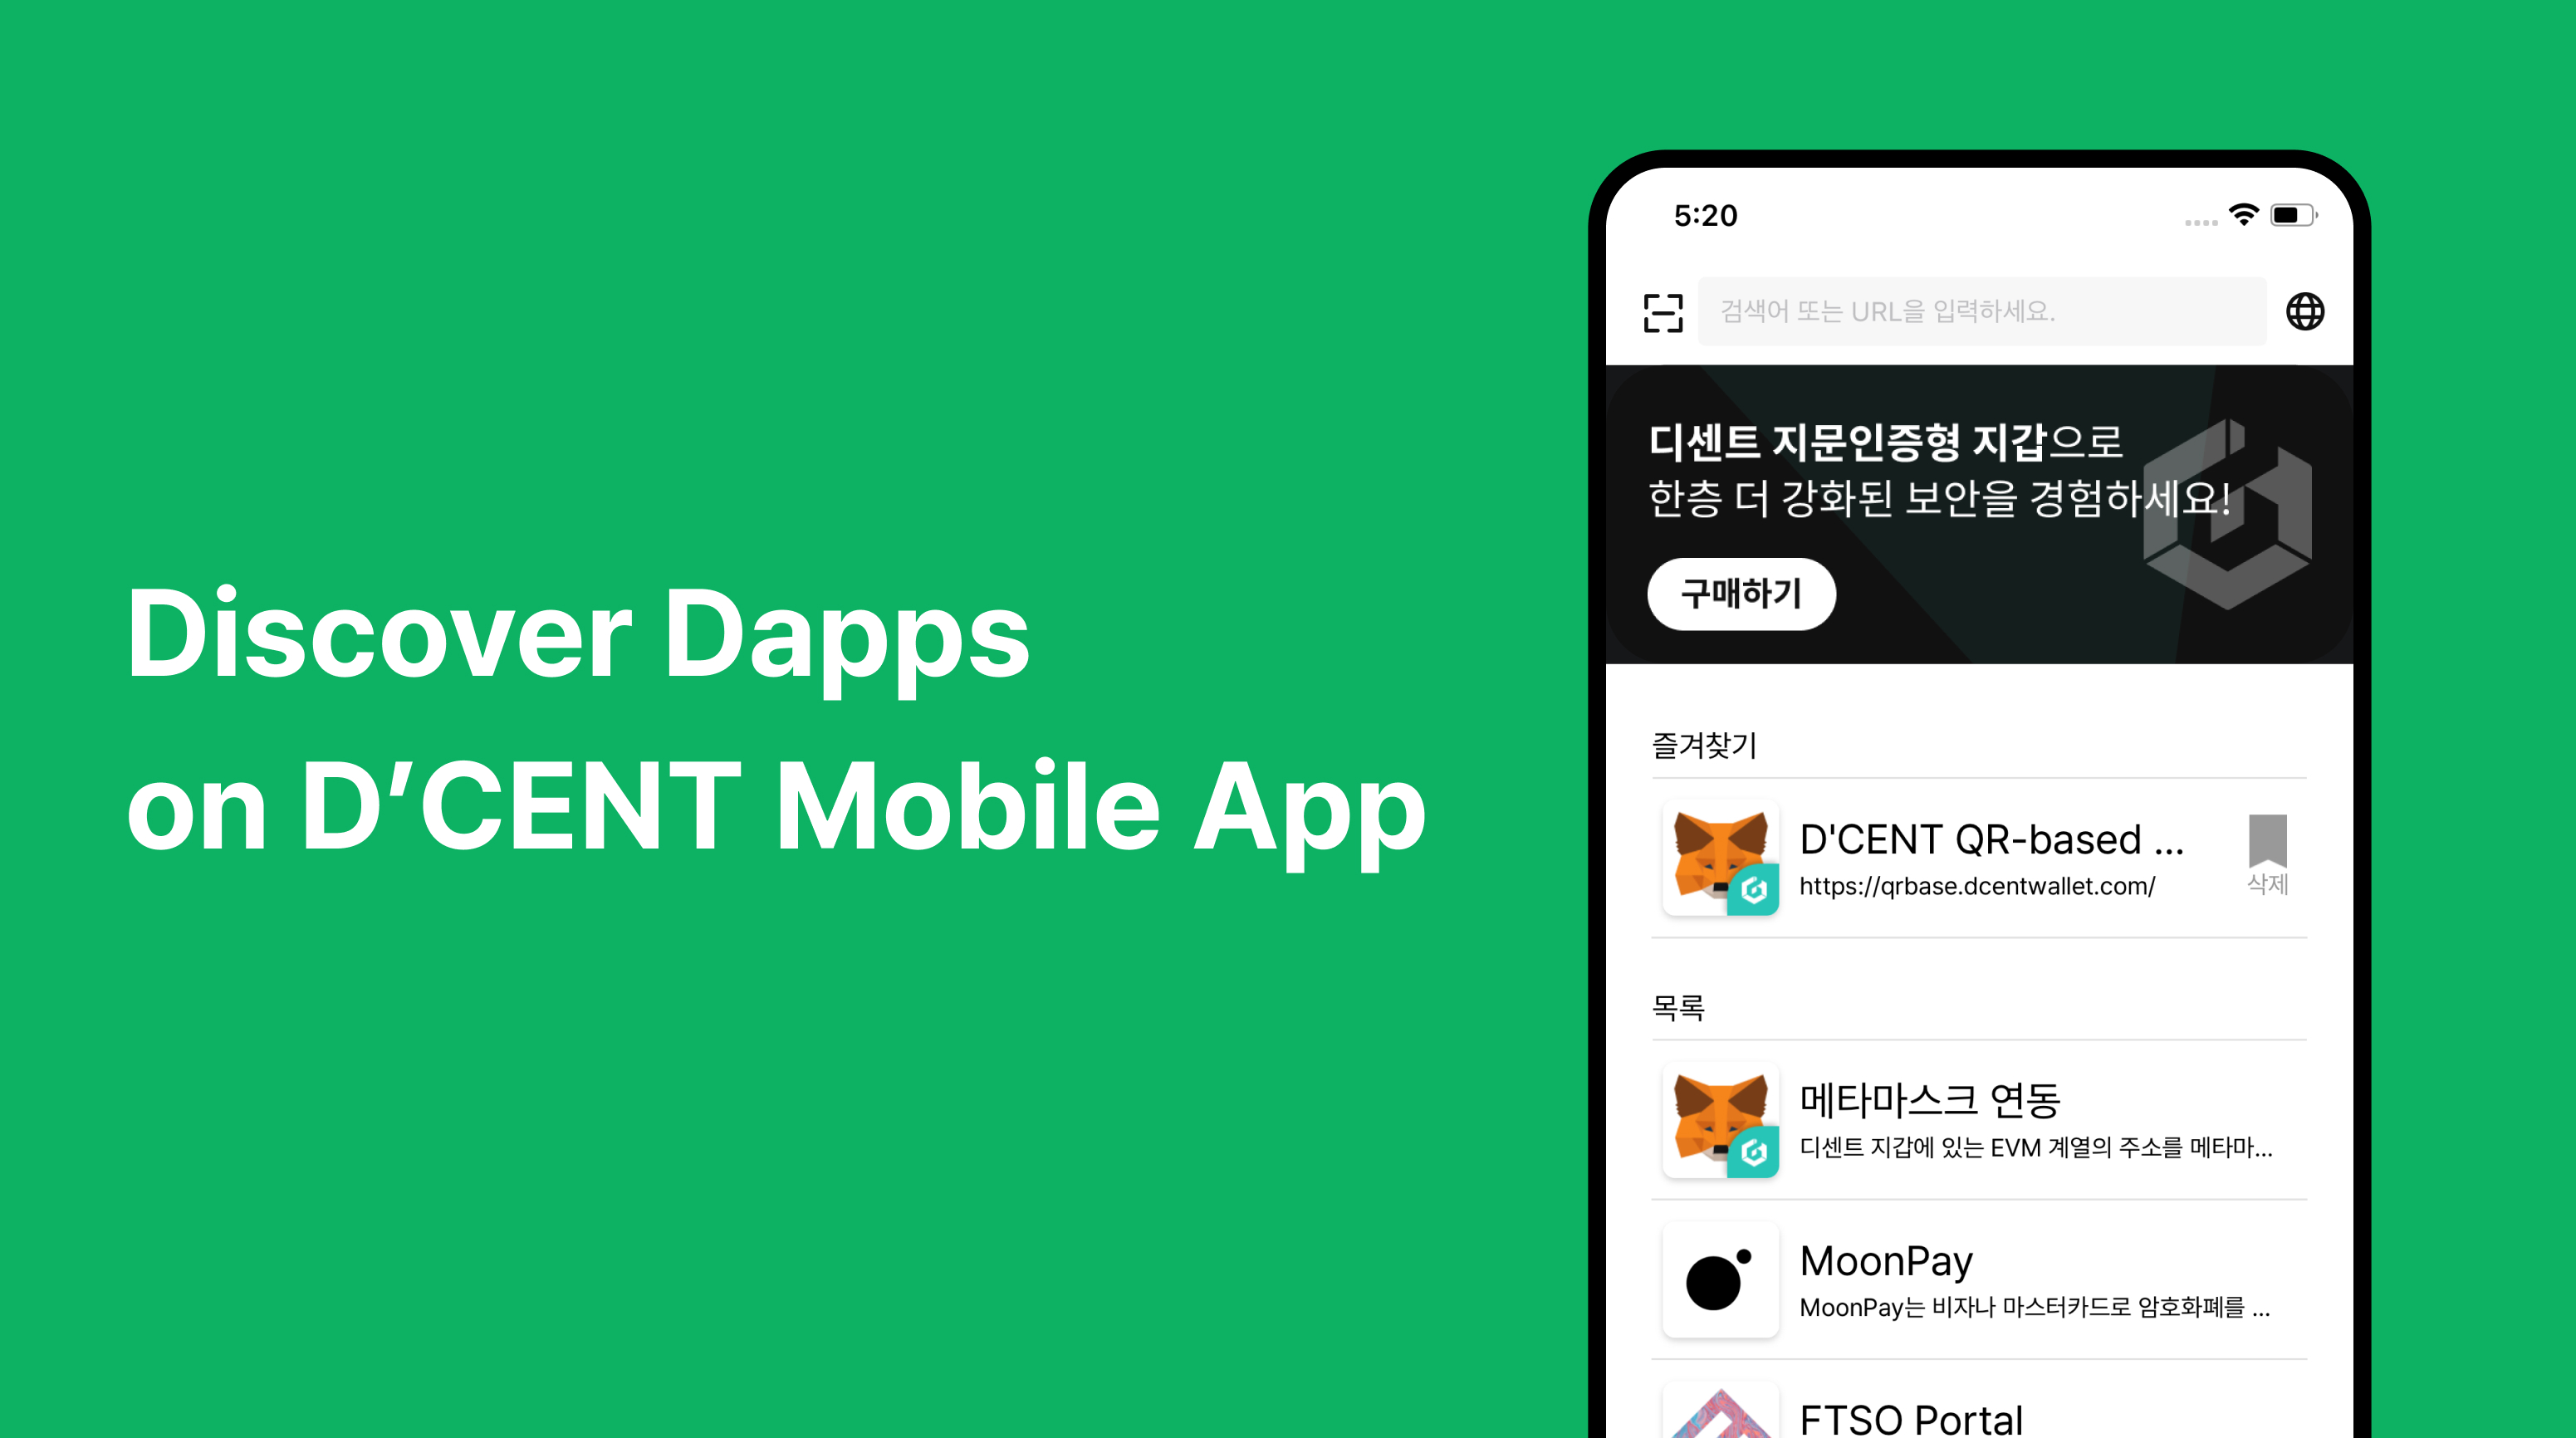 Discover Dapps
on D’CENT Mobile App
5:20
검색어 또는 URL을 입력하세요.
디센트 지문인증형 지갑으로
한층 더 강화된 보안을 경험하세요!
구매하기
즐겨찾기
D'CENT QR-based ...
https://qrbase.dcentwallet.com/
삭제
목록
메타마스크 연동
디센트 지갑에 있는 EVM 계열의 주소를 메타마...
MoonPay
MoonPay는 비자나 마스터카드로 암호화폐를 ...
FTSO Portal